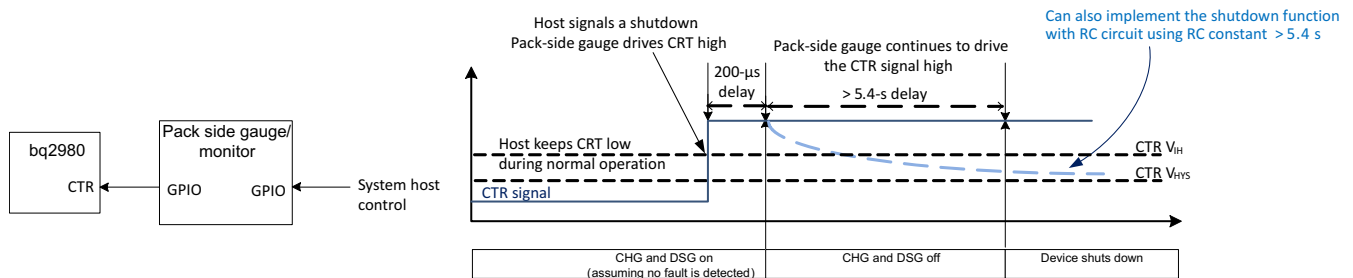 bq2980
CTR
Pack side gauge/
monitor
GPIO
GPIO
System host
control
Host signals a shutdown
Pack-side gauge drives CRT high
200-µs
delay
Pack-side gauge continues to drive
the CTR signal high
> 5.4-s delay
Can also implement the shutdown function
with RC circuit using RC constant > 5.4 s
Host keeps CRT low
during normal operation
CTR signal
CTR VIH
CTR VHYS
CHG and DSG on
(assuming no fault is detected)
CHG and DSG off
Device shuts down